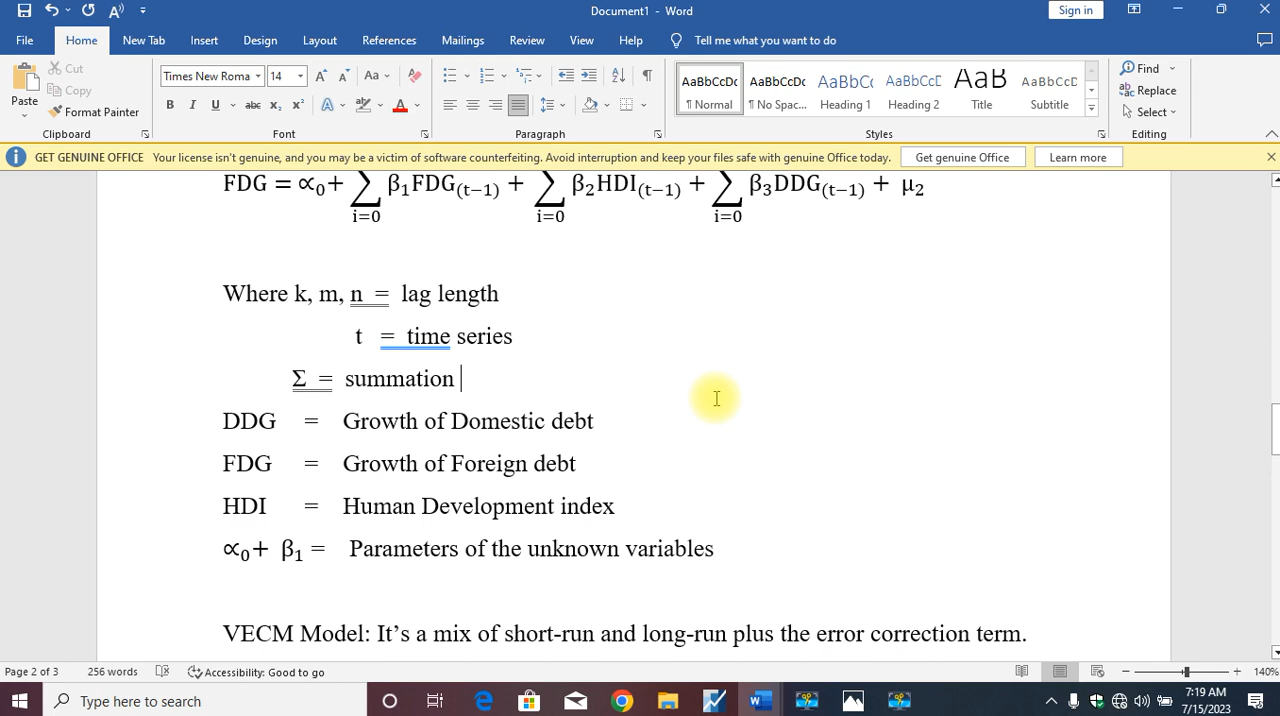 Document1 - Word
Sign in
File Home New Tab Insert Design Layout References Mailings Review View Help Tell me what you want to do
Paste
Cut
Copy
Format Painter
Clipboard
Times New Roma 14 Aa
B I U abc x₂ x² A A
Font
Paragraph
AaBbCcDc AaBbCcDc AaBbCc AaBbCcD AaB AaBbCcD
¶ Normal ¶ No Spac... Heading 1 Heading 2 Title Subtitle
Styles
Find
Replace
Select
Editing
GET GENUINE OFFICE Your license isn't genuine, and you may be a victim of software counterfeiting. Avoid interruption and keep your files safe with genuine Office today. Get genuine Office Learn more
FDG = ∝₀+ ∑ β₁FDG₍t−1₎ + ∑ β₂HDI₍t−1₎ + ∑ β₃DDG₍t−1₎ + μ₂
i=0 i=0 i=0
Where k, m, n = lag length
t = time series
Σ = summation
DDG = Growth of Domestic debt
FDG = Growth of Foreign debt
HDI = Human Development index
∝₀+ β₁ = Parameters of the unknown variables
VECM Model: It's a mix of short-run and long-run plus the error correction term.
Page 2 of 3 256 words Accessibility: Good to go 140%
Type here to search
7:19 AM
7/15/2023